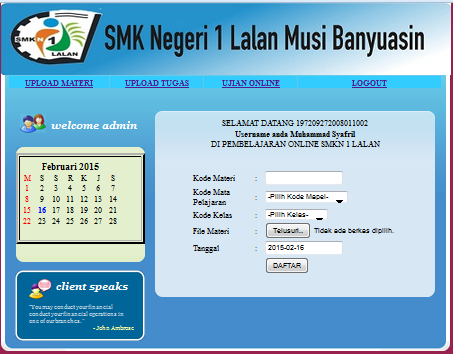 SMKN 1
LALAN
SMK Negeri 1 Lalan Musi Banyuasin
UPLOAD MATERI UPLOAD TUGAS UJIAN ONLINE LOGOUT
welcome admin
Februari 2015
M S S R K J S
1 2 3 4 5 6 7
8 9 10 11 12 13 14
15 16 17 18 19 20 21
22 23 24 25 26 27 28
client speaks
"You may conduct your financial
conduct your financial operations in
one of our branches."
- John Ambrose
SELAMAT DATANG 197209272008011002
Username anda Muhammad Syafril
DI PEMBELAJARAN ONLINE SMKN 1 LALAN
Kode Materi :
Kode Mata Pelajaran : -Pilih Kode Mapel-
Kode Kelas : -Pilih Kelas-
File Materi : Telusuri... Tidak ada berkas dipilih.
Tanggal : 2015-02-16
DAFTAR